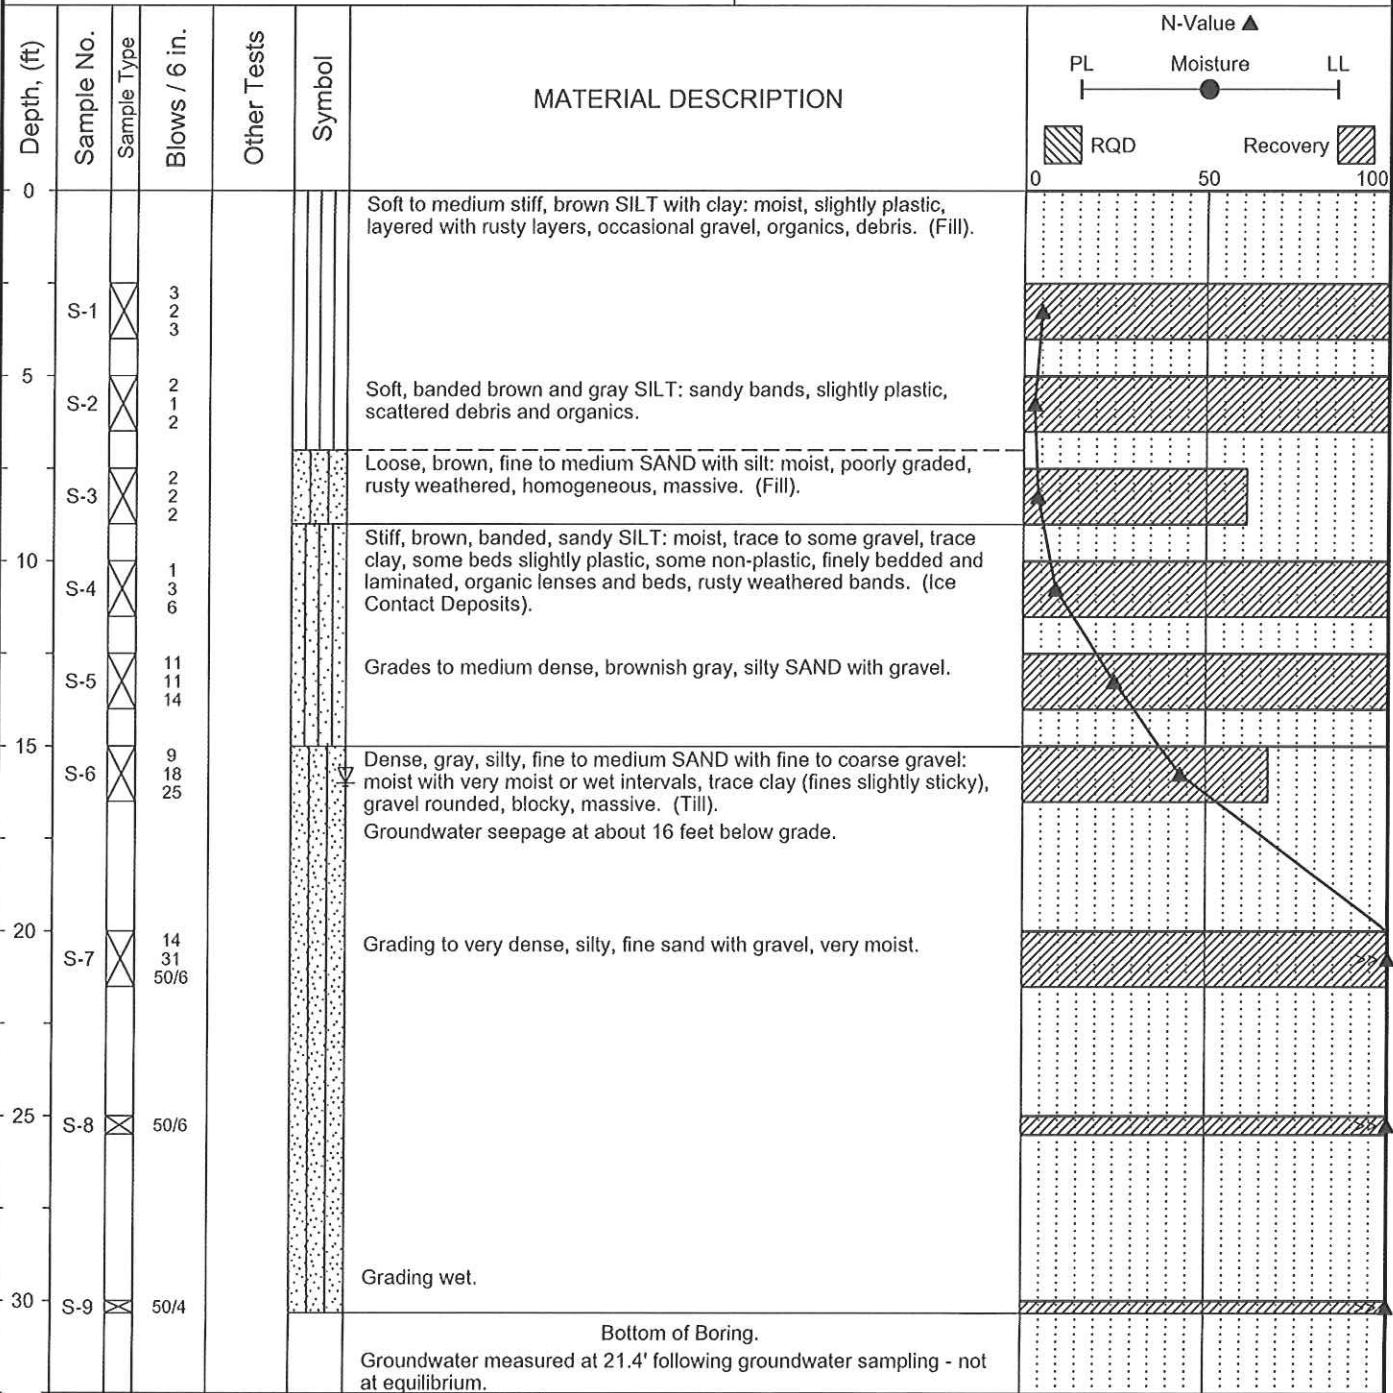 Depth, (ft)
Sample No.
Sample Type
Blows / 6 in.
Other Tests
Symbol
MATERIAL DESCRIPTION
N-Value
PL Moisture LL
RQD Recovery
0 50 100
0
Soft to medium stiff, brown SILT with clay: moist, slightly plastic,
layered with rusty layers, occasional gravel, organics, debris. (Fill).
S-1
3
2
3
5
S-2
2
1
2
Soft, banded brown and gray SILT: sandy bands, slightly plastic,
scattered debris and organics.
Loose, brown, fine to medium SAND with silt: moist, poorly graded,
rusty weathered, homogeneous, massive. (Fill).
S-3
2
2
2
Stiff, brown, banded, sandy SILT: moist, trace to some gravel, trace
clay, some beds slightly plastic, some non-plastic, finely bedded and
laminated, organic lenses and beds, rusty weathered bands. (Ice
Contact Deposits).
10
S-4
1
3
6
S-5
11
11
14
Grades to medium dense, brownish gray, silty SAND with gravel.
15
S-6
9
18
25
Dense, gray, silty, fine to medium SAND with fine to coarse gravel:
moist with very moist or wet intervals, trace clay (fines slightly sticky),
gravel rounded, blocky, massive. (Till).
Groundwater seepage at about 16 feet below grade.
20
S-7
14
31
50/6
Grading to very dense, silty, fine sand with gravel, very moist.
>>
25
S-8
50/6
>>
Grading wet.
30
S-9
50/4
>>
Bottom of Boring.
Groundwater measured at 21.4' following groundwater sampling - not
at equilibrium.